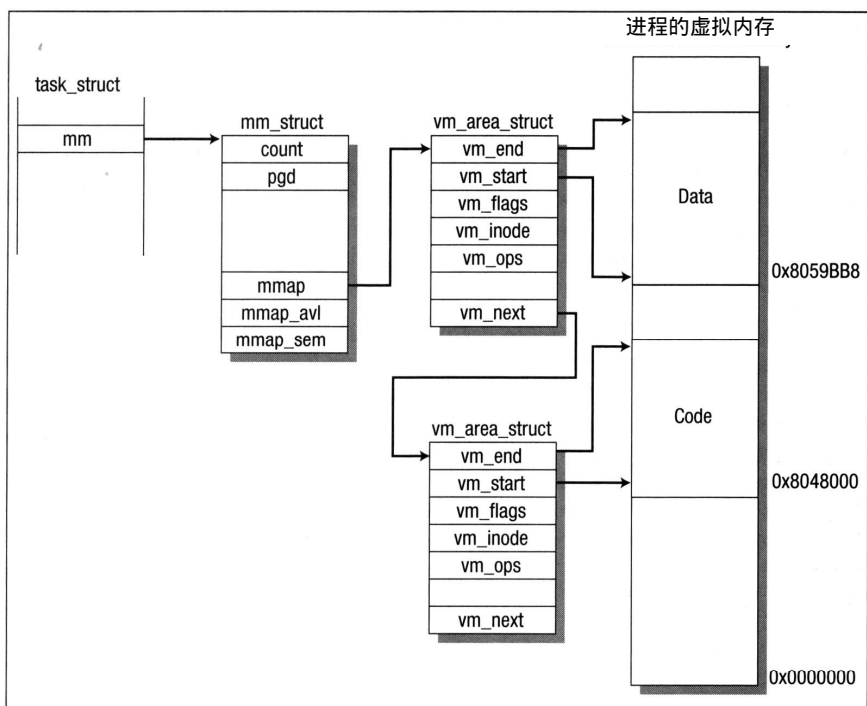 进程的虚拟内存
task_struct
mm
mm_struct
count
pgd
mmap
mmap_avl
mmap_sem
vm_area_struct
vm_end
vm_start
vm_flags
vm_inode
vm_ops
vm_next
vm_area_struct
vm_end
vm_start
vm_flags
vm_inode
vm_ops
vm_next
Data
0x8059BB8
Code
0x8048000
0x0000000